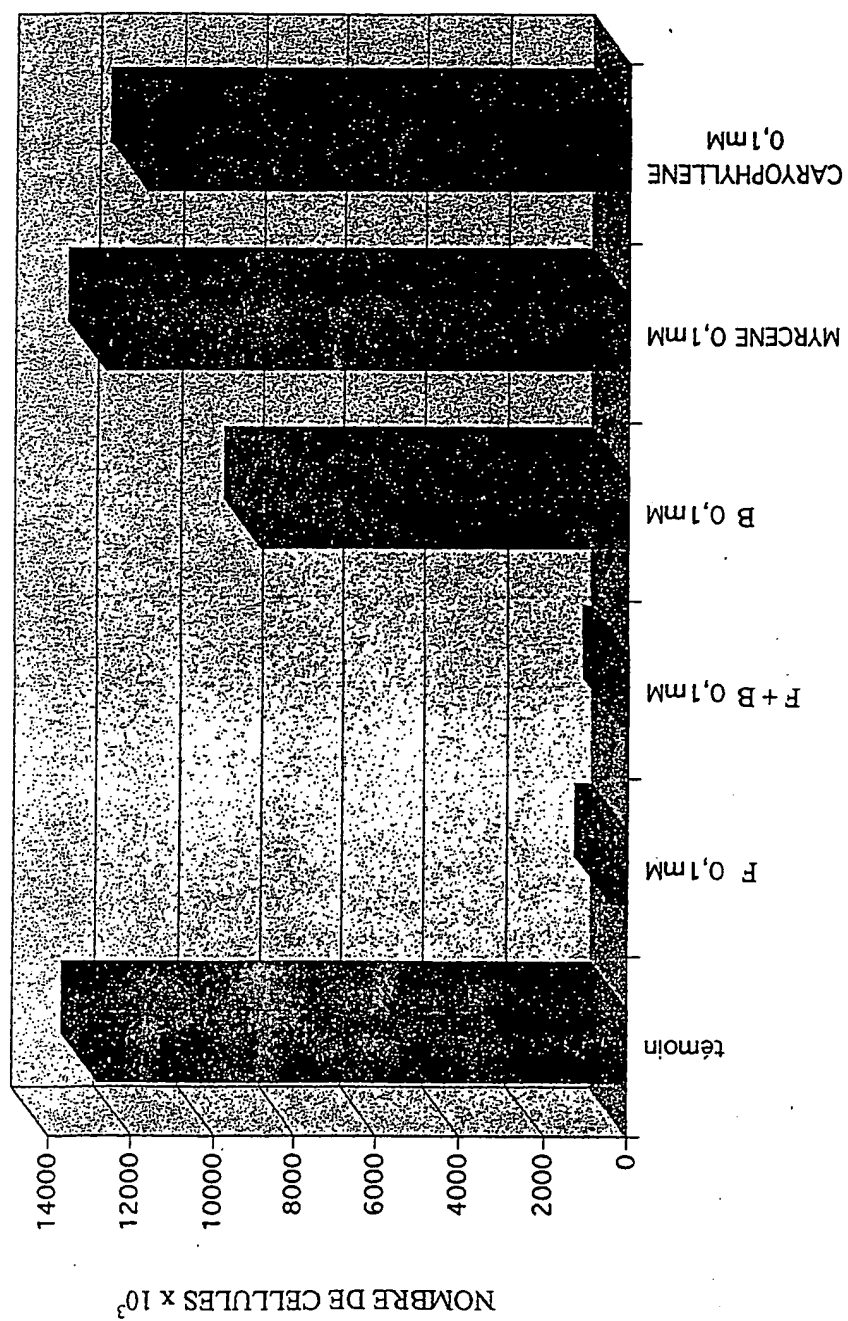 NOMBRE DE CELLULES x 10³
14000
12000
10000
8000
6000
4000
2000
0
témoin
F 0,1mM
F + B 0,1mM
B 0,1mM
MYRCENE 0,1mM
CARYOPHYLLENE
0,1mM